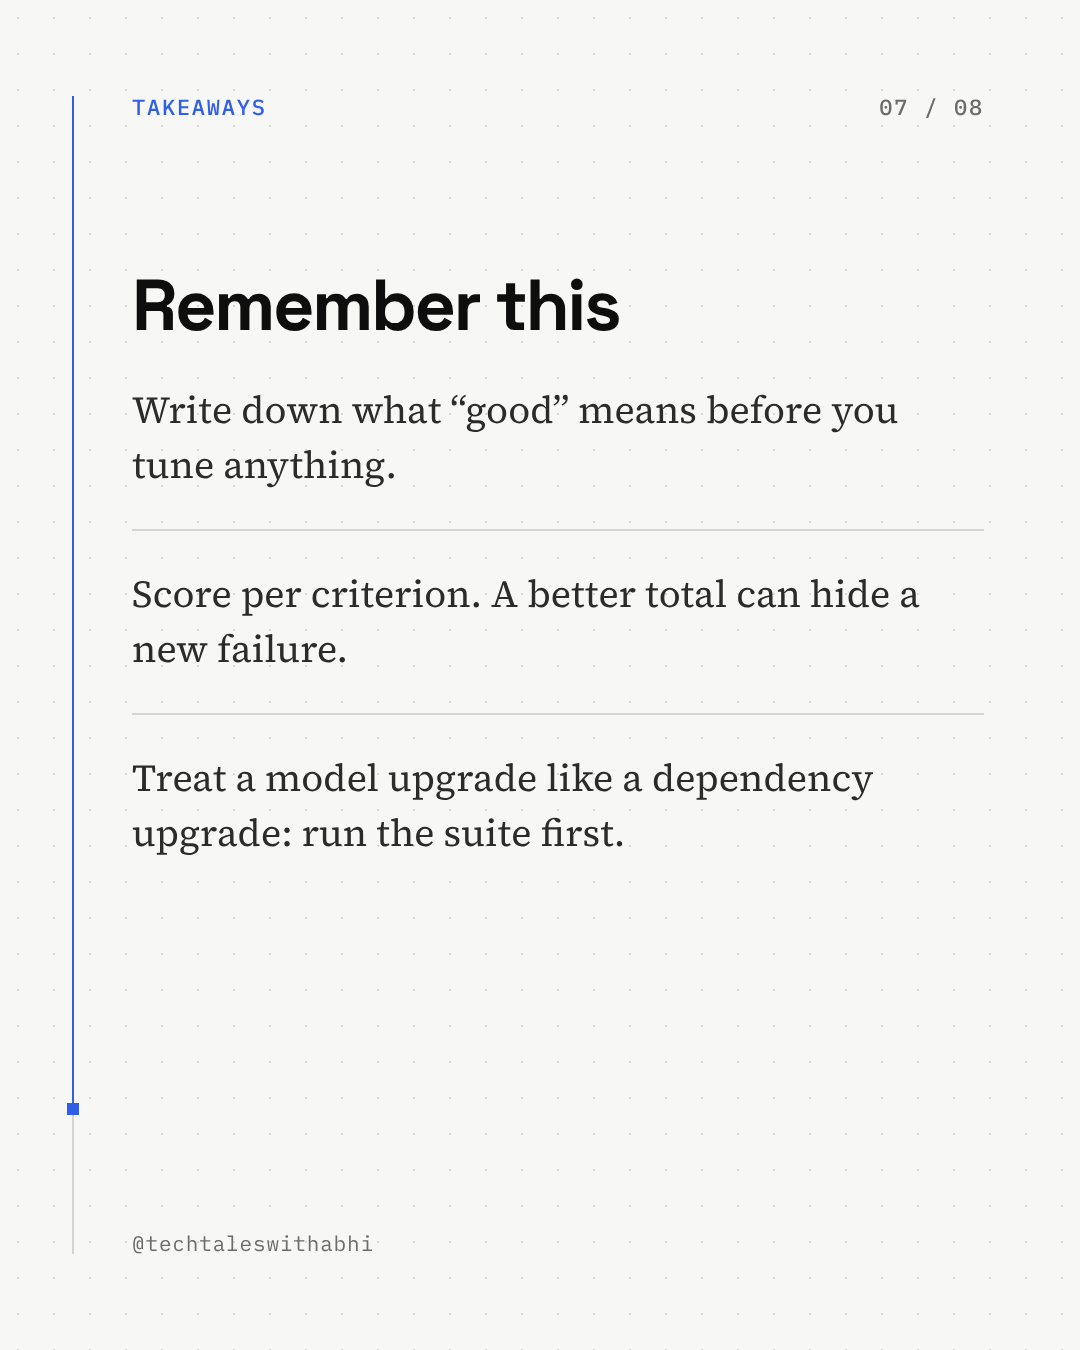 TAKEAWAYS
07 / 08
Remember this
Write down what “good” means before you
tune anything.
Score per criterion. A better total can hide a
new failure.
Treat a model upgrade like a dependency
upgrade: run the suite first.
@techtaleswithabhi